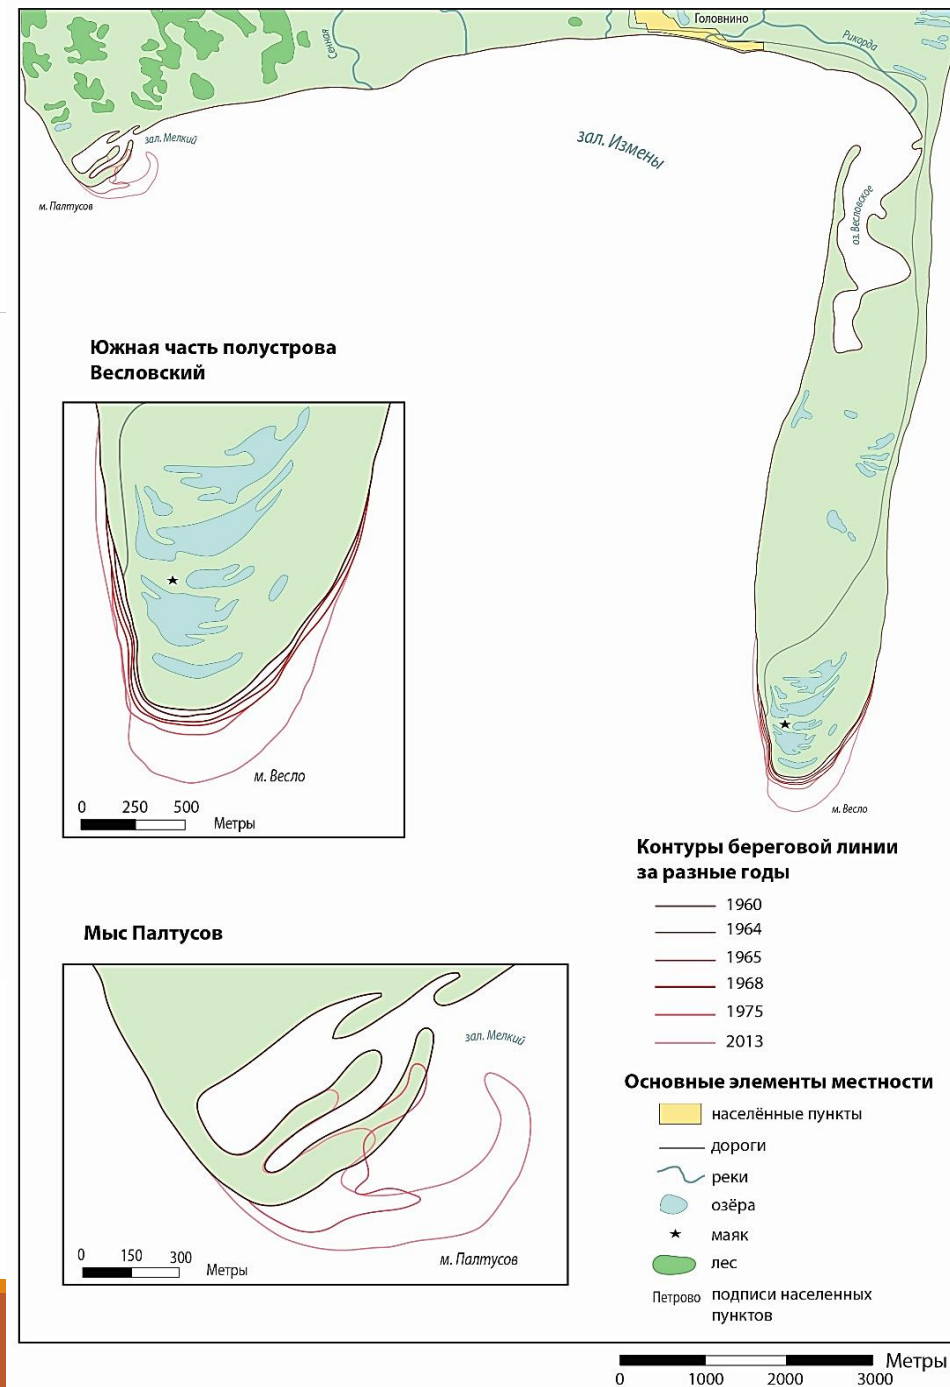 Головнино
Сенная
Рикорда
зал. Мелкий
зал. Измены
м. Палтусов
оз. Весловское
Южная часть полустрова
Весловский
м. Весло
0 250 500
Метры
м. Весло
Контуры береговой линии
за разные годы
1960
1964
1965
1968
1975
2013
Мыс Палтусов
зал. Мелкий
м. Палтусов
0 150 300
Метры
Основные элементы местности
населённые пункты
дороги
реки
озёра
маяк
лес
Петрово подписи населенных
пунктов
Метры
0 1000 2000 3000